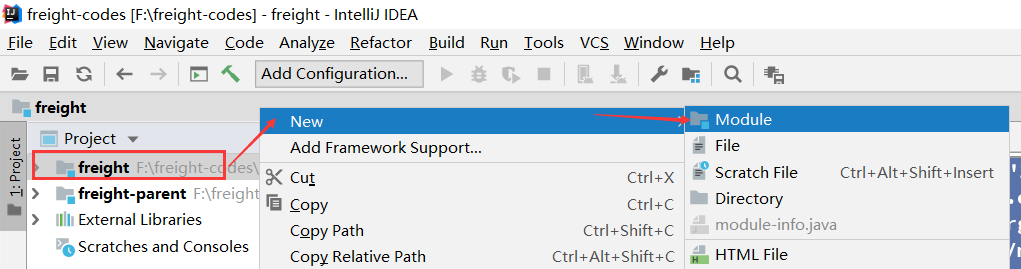 freight-codes [F:\freight-codes] - freight - IntelliJ IDEA
File Edit View Navigate Code Analyze Refactor Build Run Tools VCS Window Help
Add Configuration...
freight
1: Project
Project
freight F:\freight-codes\
freight-parent F:\freight
External Libraries
Scratches and Consoles
New
Add Framework Support...
Cut Ctrl+X
Copy Ctrl+C
Copy Path Ctrl+Shift+C
Copy Relative Path Ctrl+Alt+Shift+C
Module
File
Scratch File Ctrl+Alt+Shift+Insert
Directory
module-info.java
HTML File